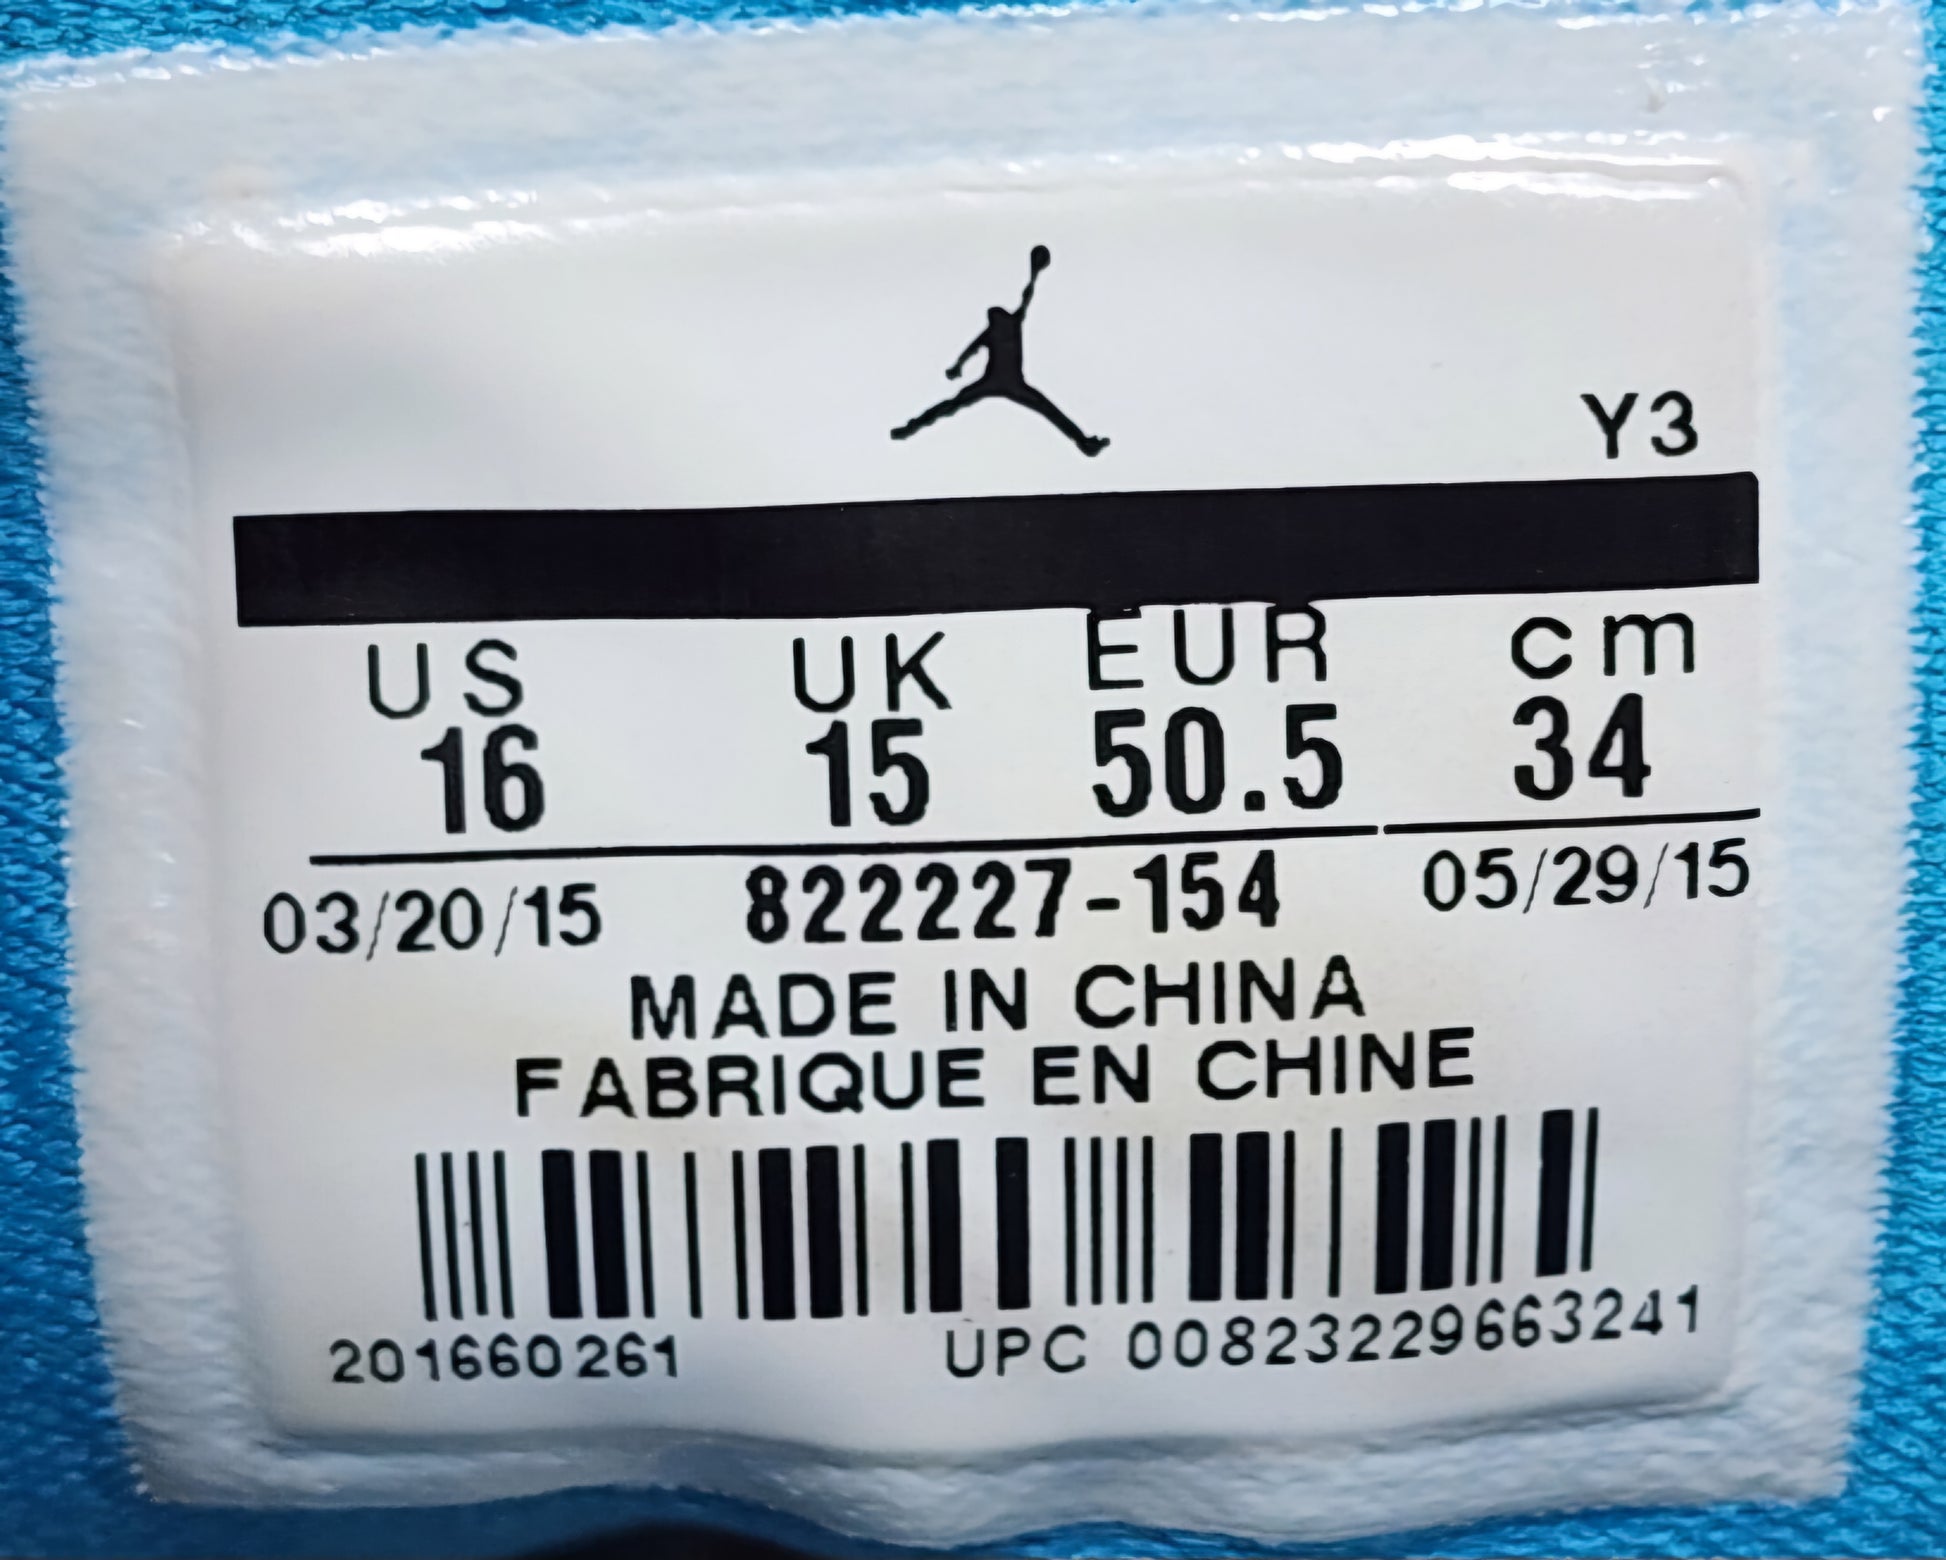 Y3
US UK EUR cm
16 15 50.5 34
03/20/15 822227-154 05/29/15
MADE IN CHINA
FABRIQUE EN CHINE
201660261 UPC 00823229663241